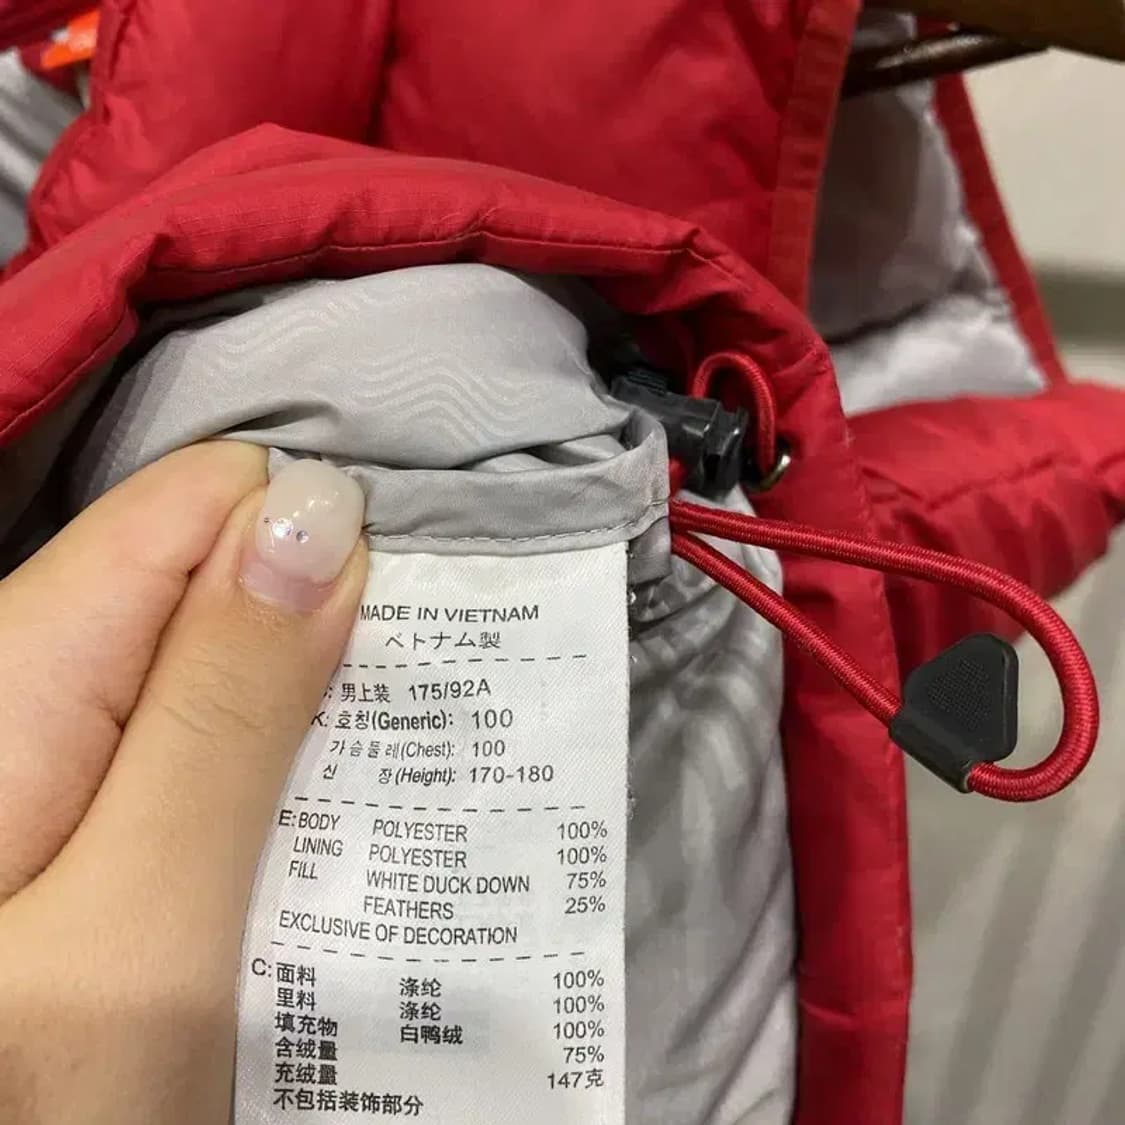 MADE IN VIETNAM
ベトナム製
: 男上装 175/92A
K: 호칭(Generic): 100
가슴둘레(Chest): 100
신 장(Height): 170-180
E: BODY POLYESTER 100%
LINING POLYESTER 100%
FILL WHITE DUCK DOWN 75%
FEATHERS 25%
EXCLUSIVE OF DECORATION
C: 面料 涤纶 100%
里料 涤纶 100%
填充物 白鸭绒 100%
含绒量 75%
充绒量 147克
不包括装饰部分